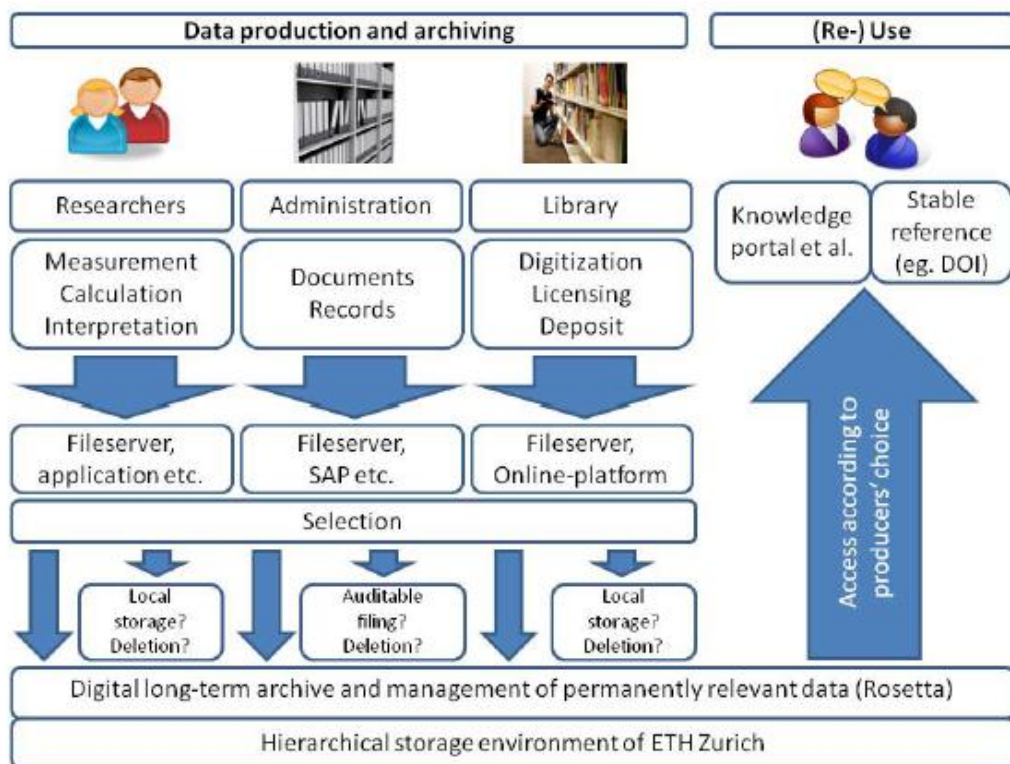 Data production and archiving
(Re-) Use
Researchers
Administration
Library
Knowledge
portal et al.
Stable
reference
(eg. DOI)
Measurement
Calculation
Interpretation
Documents
Records
Digitization
Licensing
Deposit
Fileserver,
application etc.
Fileserver,
SAP etc.
Fileserver,
Online-platform
Selection
Local
storage?
Deletion?
Auditable
filing?
Deletion?
Local
storage?
Deletion?
Access according to
producers‘ choice
Digital long-term archive and management of permanently relevant data (Rosetta)
Hierarchical storage environment of ETH Zurich